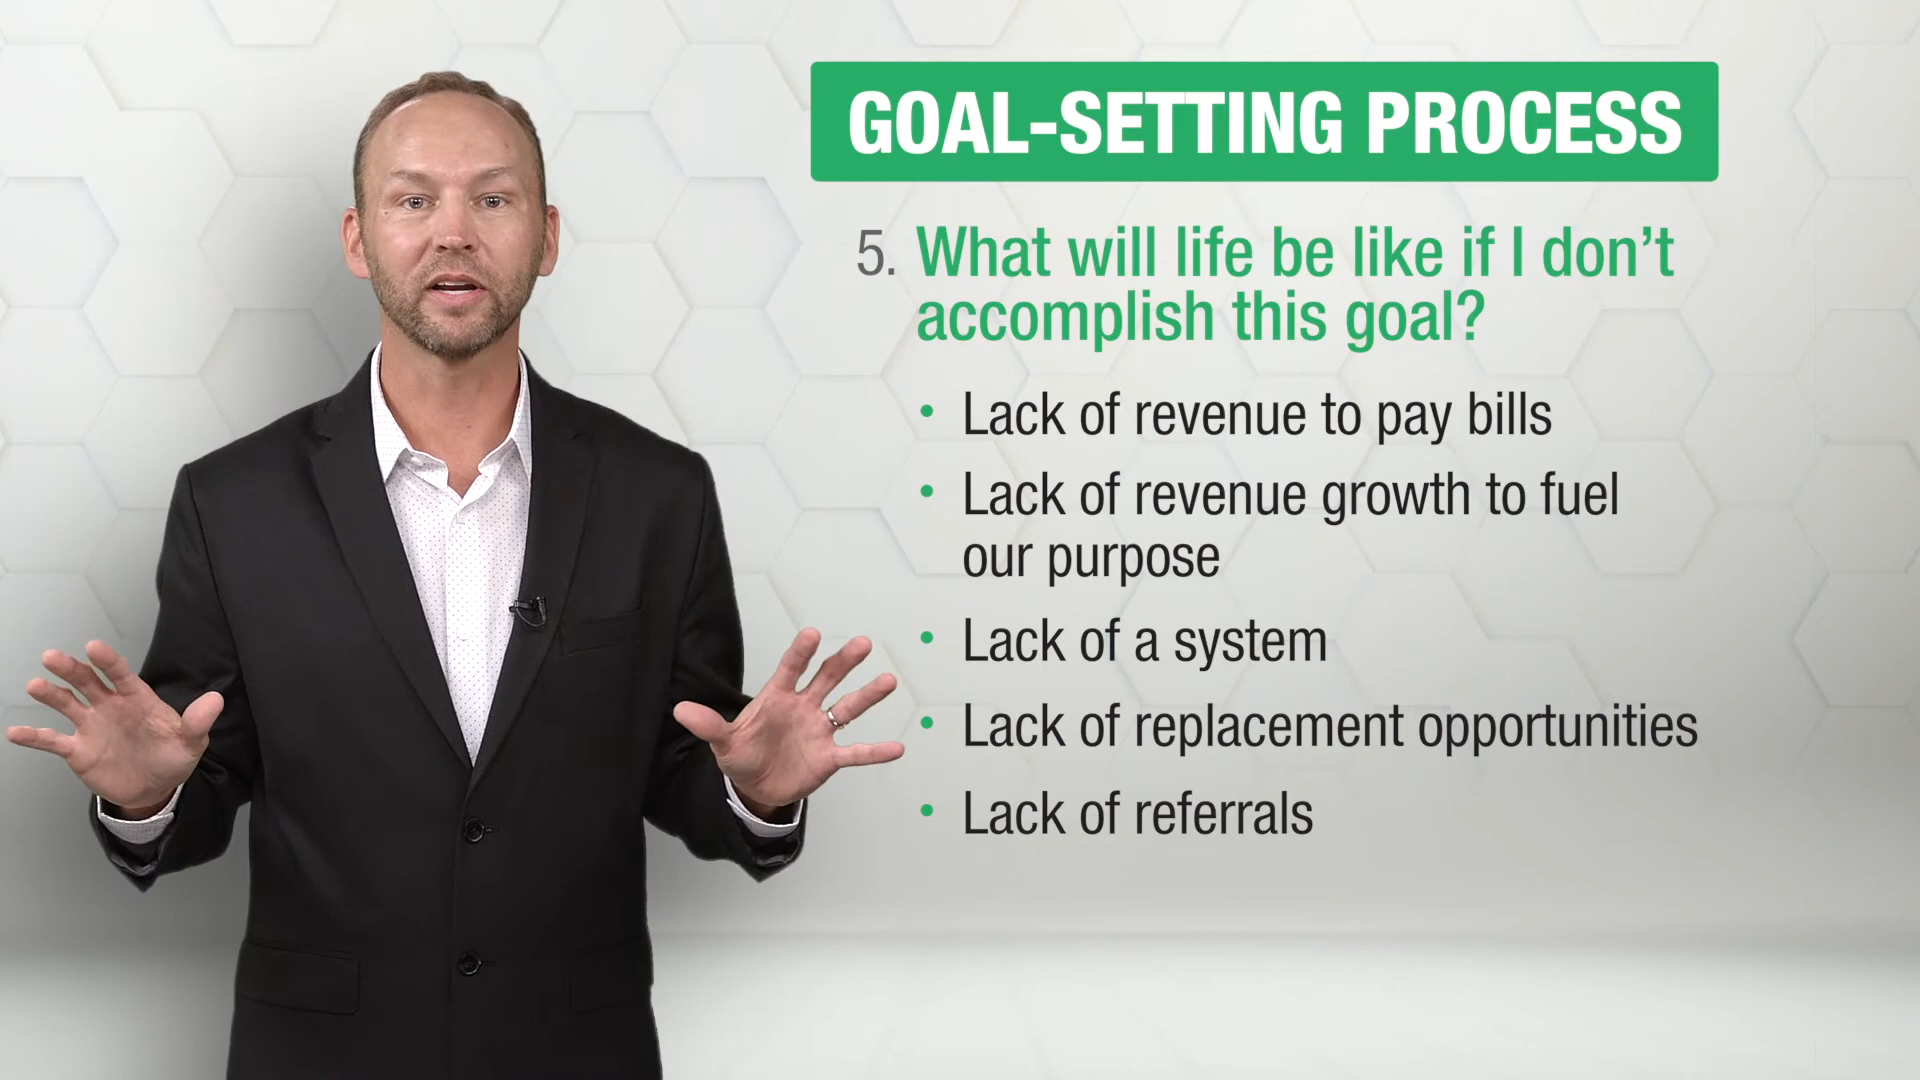 GOAL-SETTING PROCESS
5. What will life be like if I don’t
accomplish this goal?
• Lack of revenue to pay bills
• Lack of revenue growth to fuel
our purpose
• Lack of a system
• Lack of replacement opportunities
• Lack of referrals